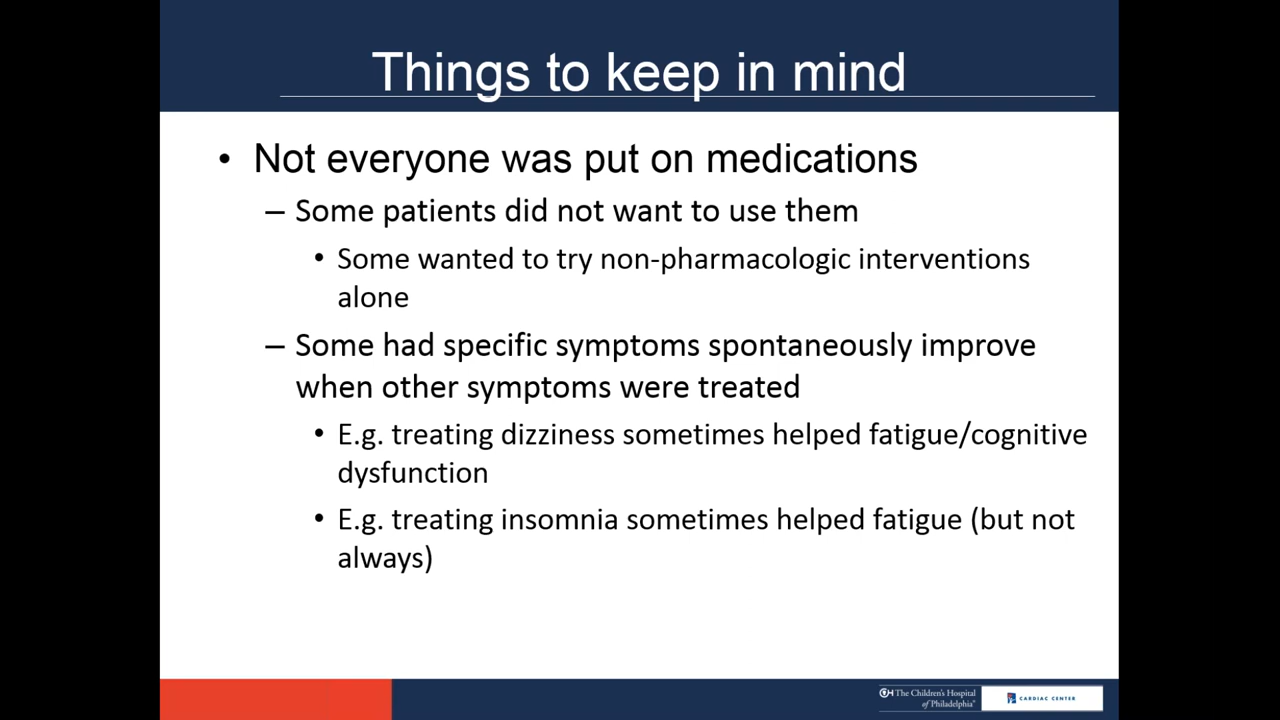 Things to keep in mind
• Not everyone was put on medications
– Some patients did not want to use them
• Some wanted to try non-pharmacologic interventions
alone
– Some had specific symptoms spontaneously improve
when other symptoms were treated
• E.g. treating dizziness sometimes helped fatigue/cognitive
dysfunction
• E.g. treating insomnia sometimes helped fatigue (but not
always)
The Children's Hospital
of Philadelphia®
CARDIAC CENTER